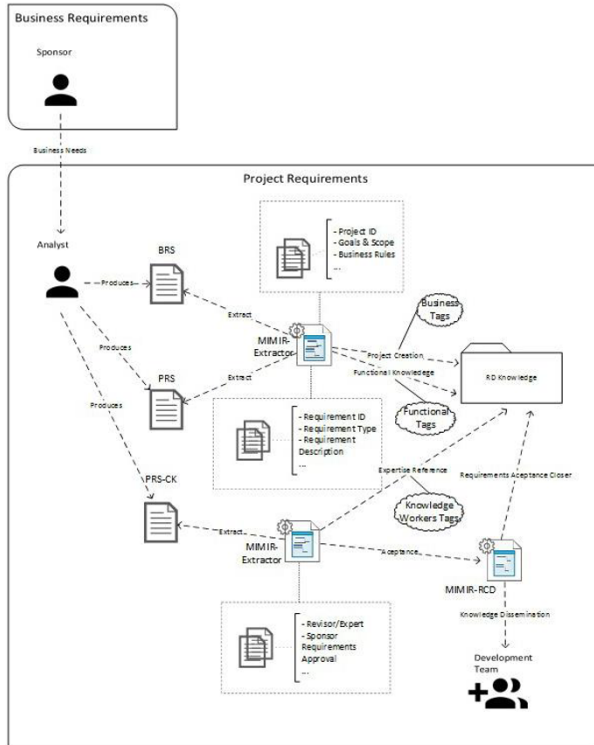 Business Requirements
Sponsor
Business Needs
Project Requirements
- Project ID
- Goals & Scope
- Business Rules
...
Analyst
BRS
Produces
Extract
Business
Tags
MIMIR-
Extractor
Project Creation
Functional Knowledege
RD Knowledge
Produces
Extract
PRS
Functional
Tags
Produces
- Requirement ID
- Requirement Type
- Requirement
Description
...
Expertise Reference
Requirements Aceptance Closer
PRS-CK
Knowledge
Workers Tags
Extract
MIMIR-
Extractor
Aceptance
MIMIR-RCD
Knowledge Dissemination
- Revisor/Expert
- Sponsor
Requirements
Approval
...
Development
Team